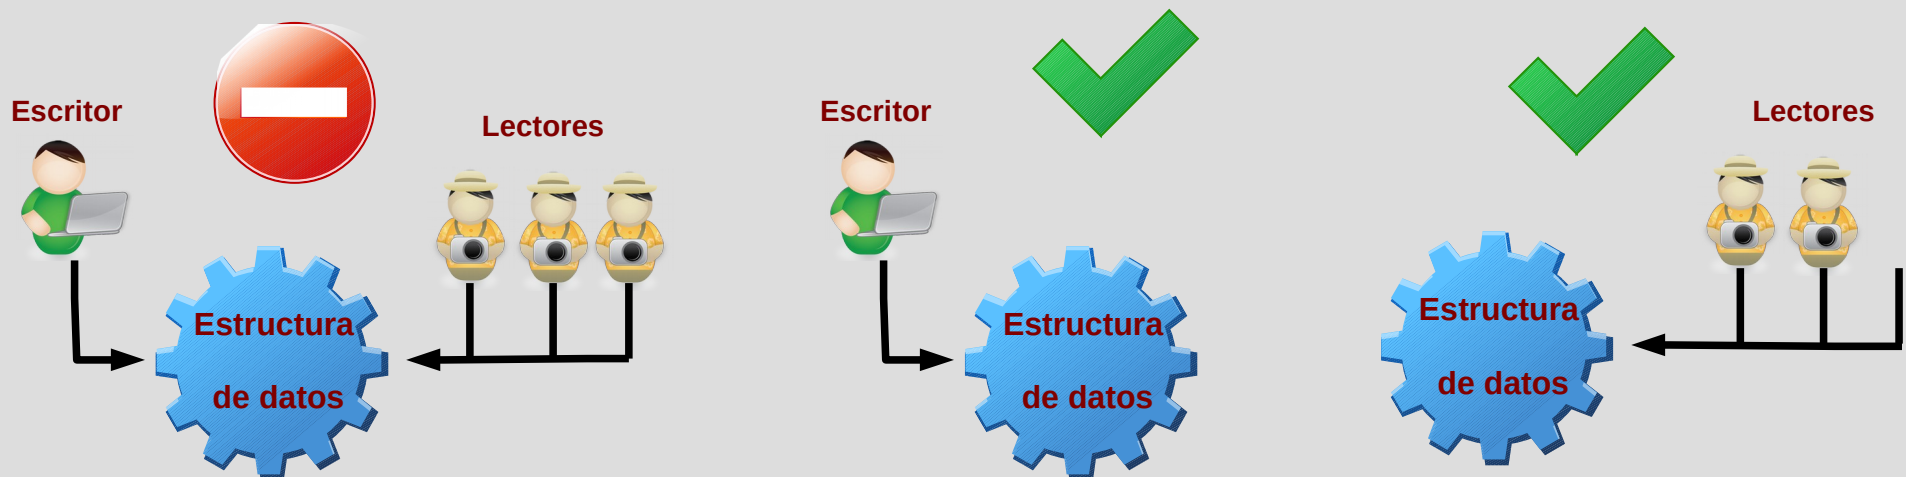 Escritor
Lectores
Estructura
de datos
Escritor
Estructura
de datos
Lectores
Estructura
de datos